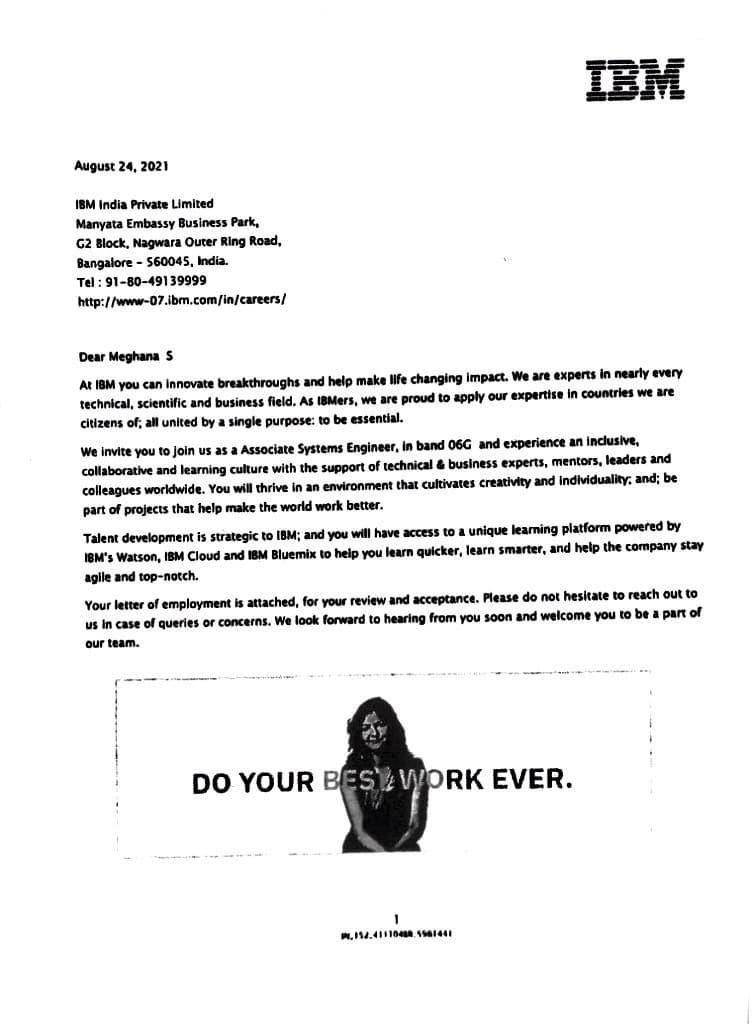 IBM
August 24, 2021
IBM India Private Limited
Manyata Embassy Business Park,
G2 Block, Nagwara Outer Ring Road,
Bangalore - 560045, India.
Tel : 91-80-49139999
http://www-07.ibm.com/in/careers/
Dear Meghana S
At IBM you can innovate breakthroughs and help make life changing impact. We are experts in nearly every
technical, scientific and business field. As IBMers, we are proud to apply our expertise in countries we are
citizens of; all united by a single purpose: to be essential.
We invite you to join us as a Associate Systems Engineer, in band 06G and experience an inclusive,
collaborative and learning culture with the support of technical & business experts, mentors, leaders and
colleagues worldwide. You will thrive in an environment that cultivates creativity and individuality; and; be
part of projects that help make the world work better.
Talent development is strategic to IBM; and you will have access to a unique learning platform powered by
IBM's Watson, IBM Cloud and IBM Bluemix to help you learn quicker, learn smarter, and help the company stay
agile and top-notch.
Your letter of employment is attached, for your review and acceptance. Please do not hesitate to reach out to
us in case of queries or concerns. We look forward to hearing from you soon and welcome you to be a part of
our team.
DO YOUR BEST WORK EVER.
1